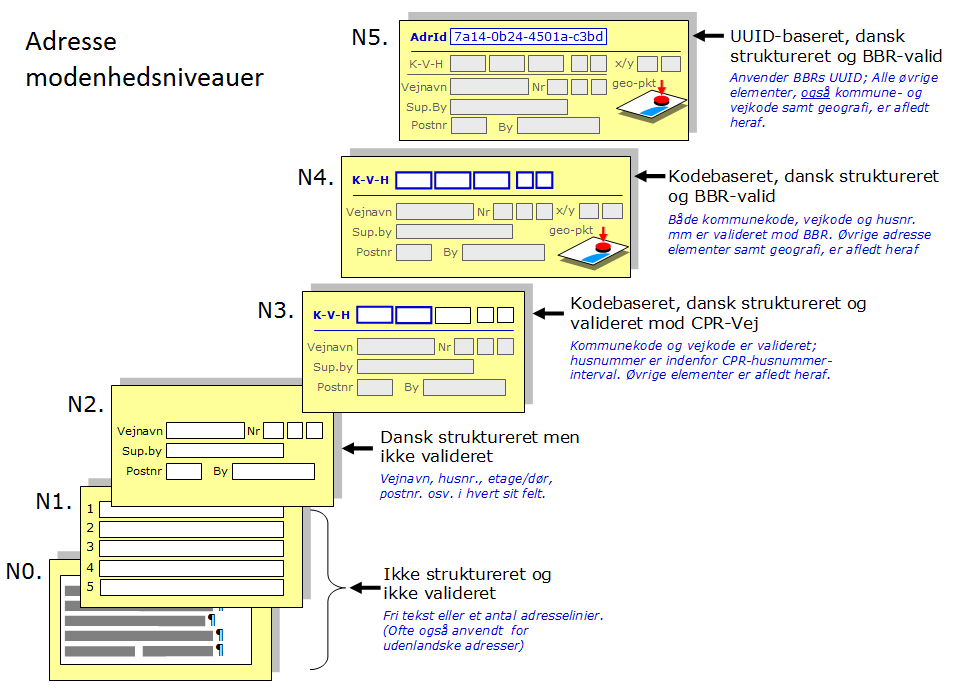 Adresse
modenhedsniveauer
N5.
AdrId 7a14-0b24-4501a-c3bd
K-V-H x/y
Vejnavn Nr geo-pkt
Sup.By
Postnr By
UUID-baseret, dansk
struktureret og BBR-valid
Anvender BBRs UUID; Alle øvrige
elementer, også kommune- og
vejkode samt geografi, er afledt
heraf.
N4.
K-V-H
Vejnavn Nr x/y
Sup.by geo-pkt
Postnr By
Kodebaseret, dansk struktureret
og BBR-valid
Både kommunekode, vejkode og husnr.
mm er valideret mod BBR. Øvrige adresse
elementer samt geografi, er afledt heraf
N3.
K-V-H
Vejnavn Nr
Sup.by
Postnr By
Kodebaseret, dansk struktureret og
valideret mod CPR-Vej
Kommunekode og vejkode er valideret;
husnummer er indenfor CPR-husnummer-
interval. Øvrige elementer er afledt heraf.
N2.
Vejnavn Nr
Sup.by
Postnr By
Dansk struktureret men
ikke valideret
Vejnavn, husnr., etage/dør,
postnr. osv. i hvert sit felt.
N1.
1
2
3
4
5
N0.
¶
¶
¶
¶
Ikke struktureret og
ikke valideret
Fri tekst eller et antal adresselinier.
(Ofte også anvendt for
udenlandske adresser)